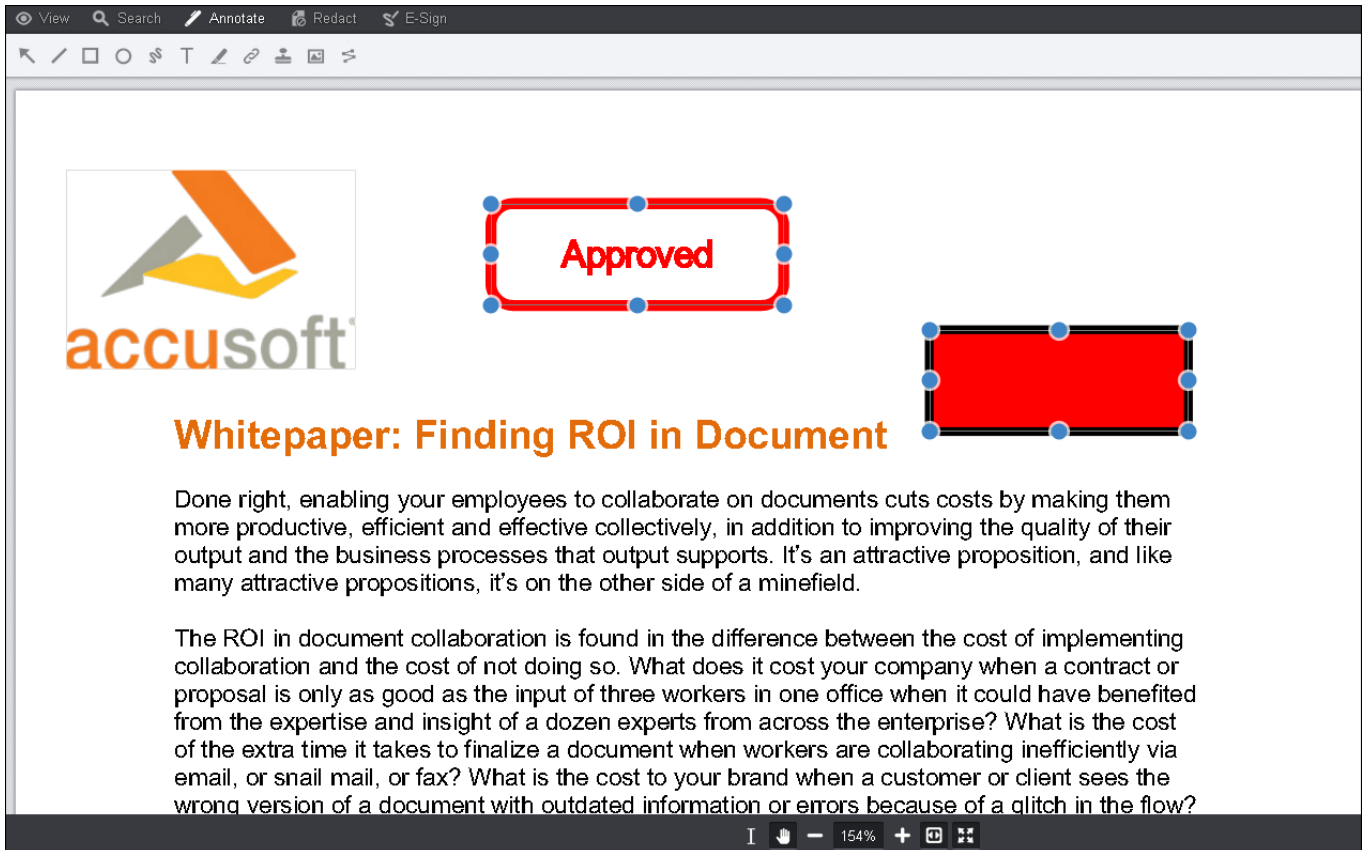 View Search Annotate Redact E-Sign
Approved
accusoft
Whitepaper: Finding ROI in Document
Done right, enabling your employees to collaborate on documents cuts costs by making them
more productive, efficient and effective collectively, in addition to improving the quality of their
output and the business processes that output supports. It’s an attractive proposition, and like
many attractive propositions, it’s on the other side of a minefield.
The ROI in document collaboration is found in the difference between the cost of implementing
collaboration and the cost of not doing so. What does it cost your company when a contract or
proposal is only as good as the input of three workers in one office when it could have benefited
from the expertise and insight of a dozen experts from across the enterprise? What is the cost
of the extra time it takes to finalize a document when workers are collaborating inefficiently via
email, or snail mail, or fax? What is the cost to your brand when a customer or client sees the
wrong version of a document with outdated information or errors because of a glitch in the flow?
154%